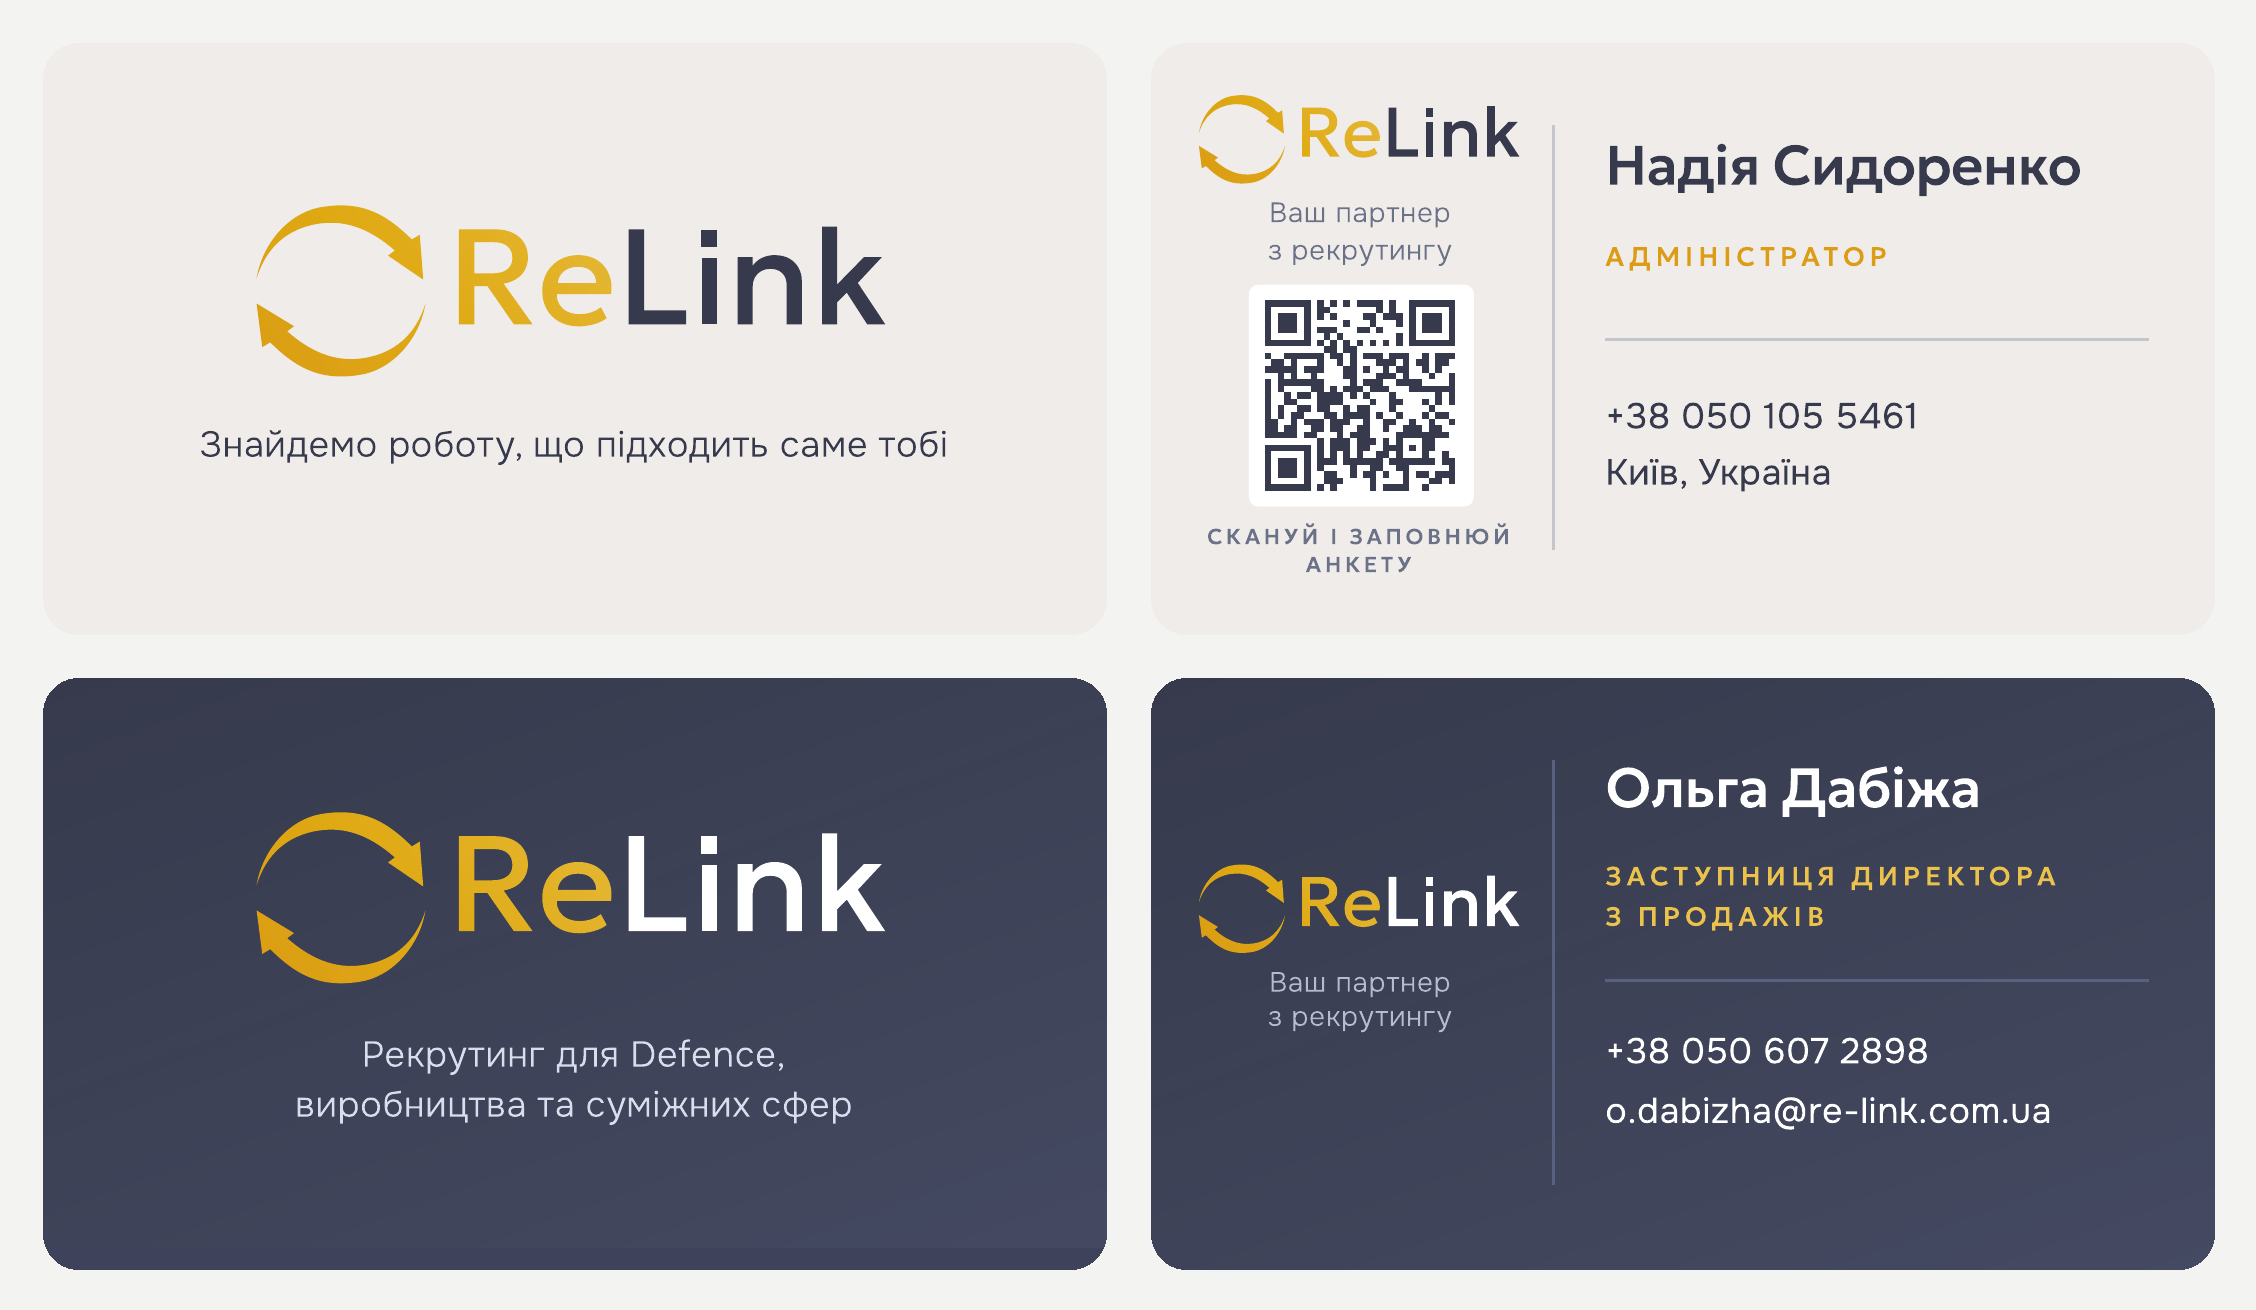 ReLink
Знайдемо роботу, що підходить саме тобі
ReLink
Ваш партнер
з рекрутингу
СКАНУЙ І ЗАПОВНЮЙ
АНКЕТУ
Надія Сидоренко
АДМІНІСТРАТОР
+38 050 105 5461
Київ, Україна
ReLink
Рекрутинг для Defence,
виробництва та суміжних сфер
ReLink
Ваш партнер
з рекрутингу
Ольга Дабіжа
ЗАСТУПНИЦЯ ДИРЕКТОРА
З ПРОДАЖІВ
+38 050 607 2898
o.dabizha@re-link.com.ua